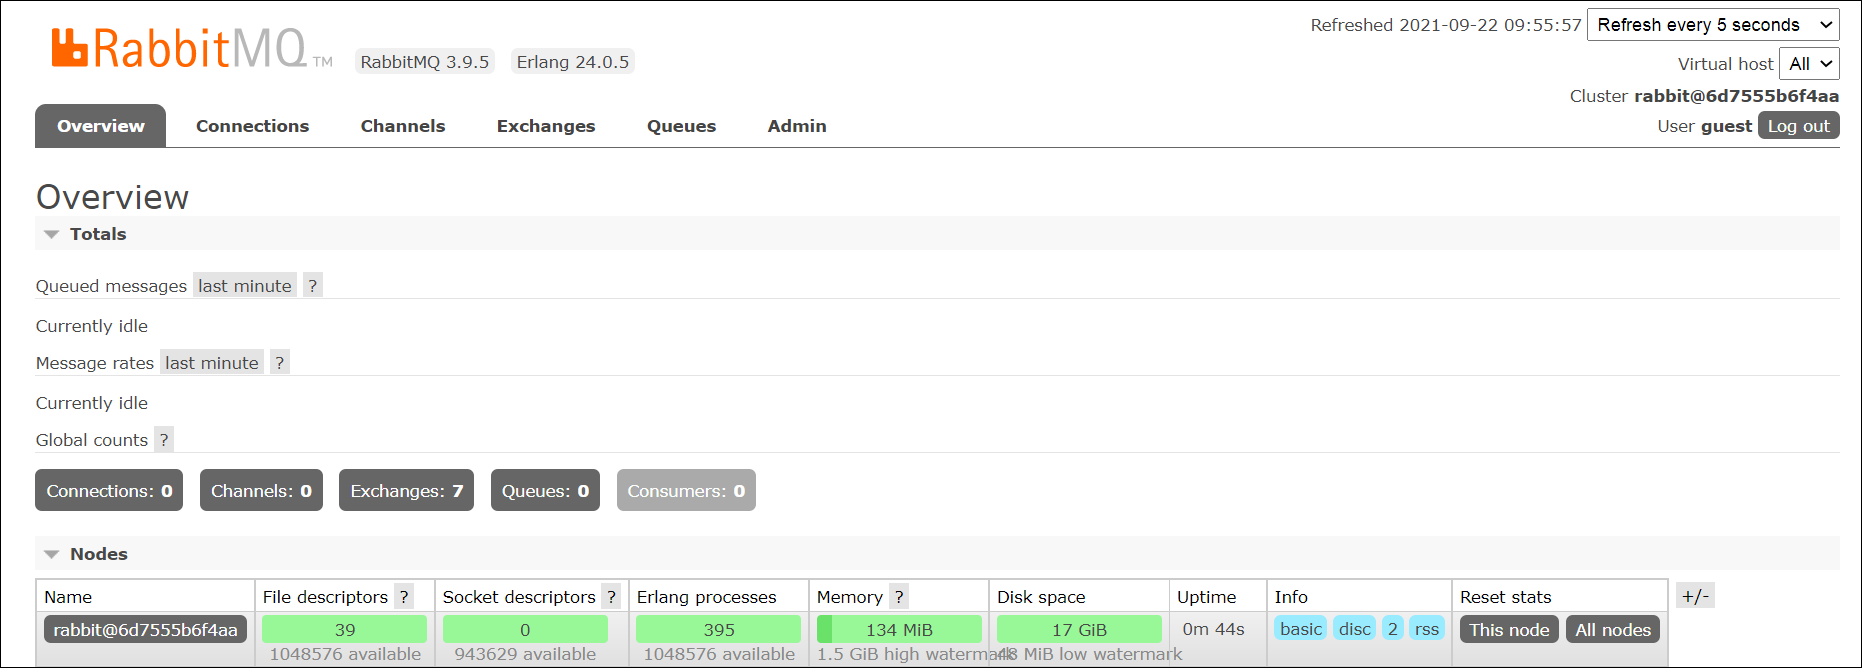 Refreshed 2021-09-22 09:55:57 Refresh every 5 seconds
RabbitMQ TM RabbitMQ 3.9.5 Erlang 24.0.5
Virtual host All
Cluster rabbit@6d7555b6f4aa
User guest Log out
Overview Connections Channels Exchanges Queues Admin
Overview
Totals
Queued messages last minute ?
Currently idle
Message rates last minute ?
Currently idle
Global counts ?
Connections: 0 Channels: 0 Exchanges: 7 Queues: 0 Consumers: 0
Nodes
Name File descriptors ? Socket descriptors ? Erlang processes Memory ? Disk space Uptime Info Reset stats +/-
rabbit@6d7555b6f4aa 39 0 395 134 MiB 17 GiB 0m 44s basic disc 2 rss This node All nodes
1048576 available 943629 available 1048576 available 1.5 GiB high watermark 48 MiB low watermark